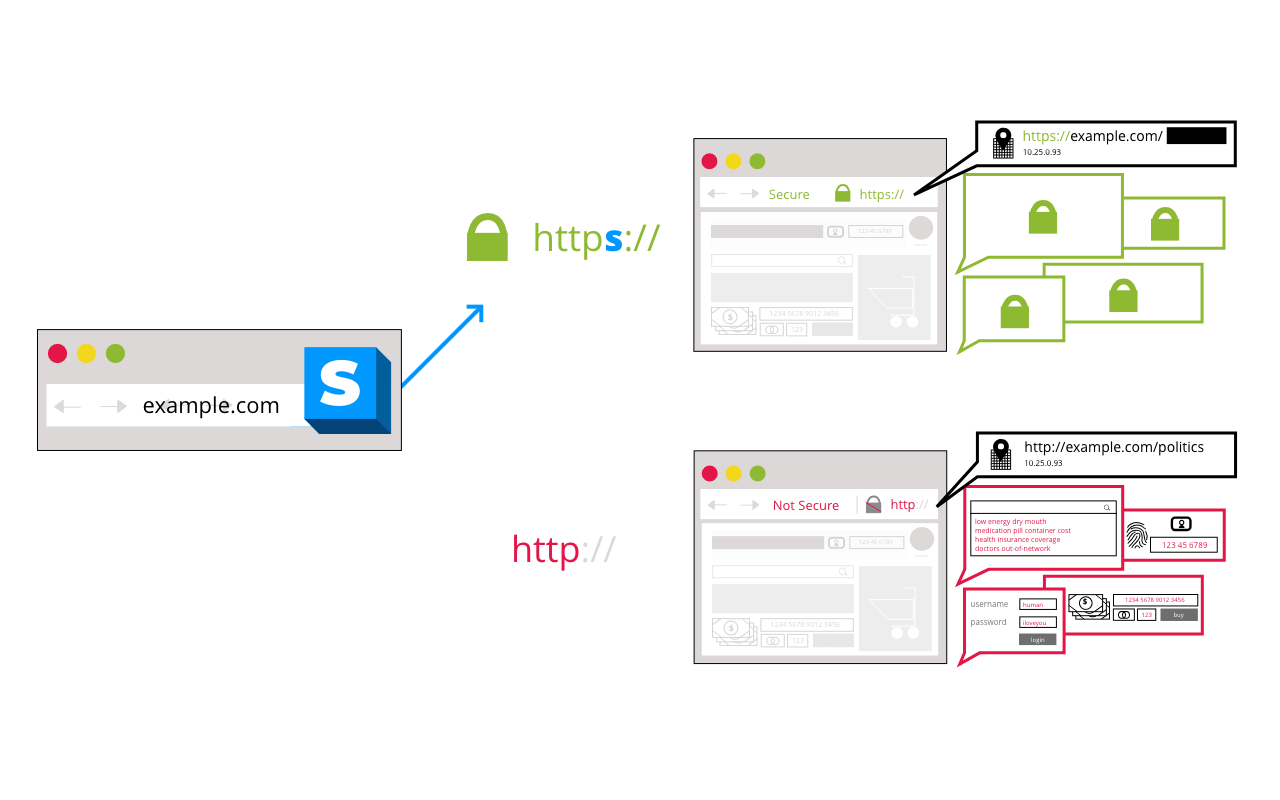 example.com
S
https://
http://
Secure
https://
https://example.com/
10.25.0.93
123 45 6789
$
1234 5678 9012 3456
123
Not Secure
http://
http://example.com/politics
10.25.0.93
123 45 6789
$
1234 5678 9012 3456
123
low energy dry mouth
medication pill container cost
health insurance coverage
doctors out-of-network
123 45 6789
username
human
password
iloveyou
login
$
1234 5678 9012 3456
123
buy